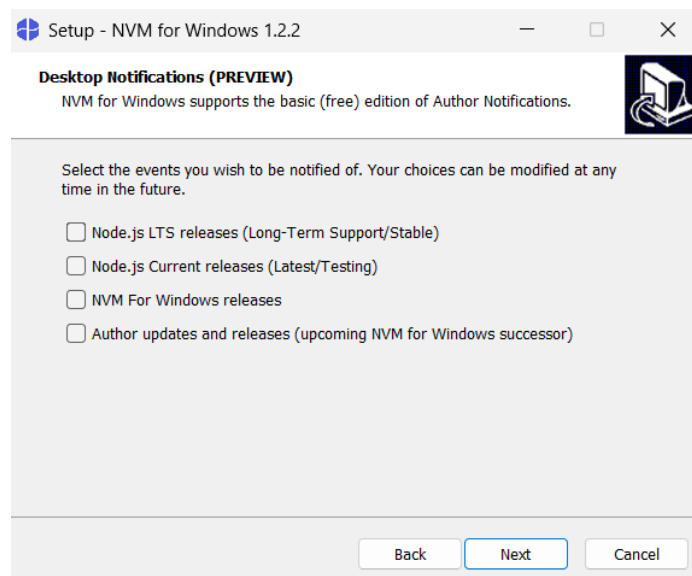 Setup - NVM for Windows 1.2.2
Desktop Notifications (PREVIEW)
NVM for Windows supports the basic (free) edition of Author Notifications.
Select the events you wish to be notified of. Your choices can be modified at any
time in the future.
Node.js LTS releases (Long-Term Support/Stable)
Node.js Current releases (Latest/Testing)
NVM For Windows releases
Author updates and releases (upcoming NVM for Windows successor)
Back Next Cancel